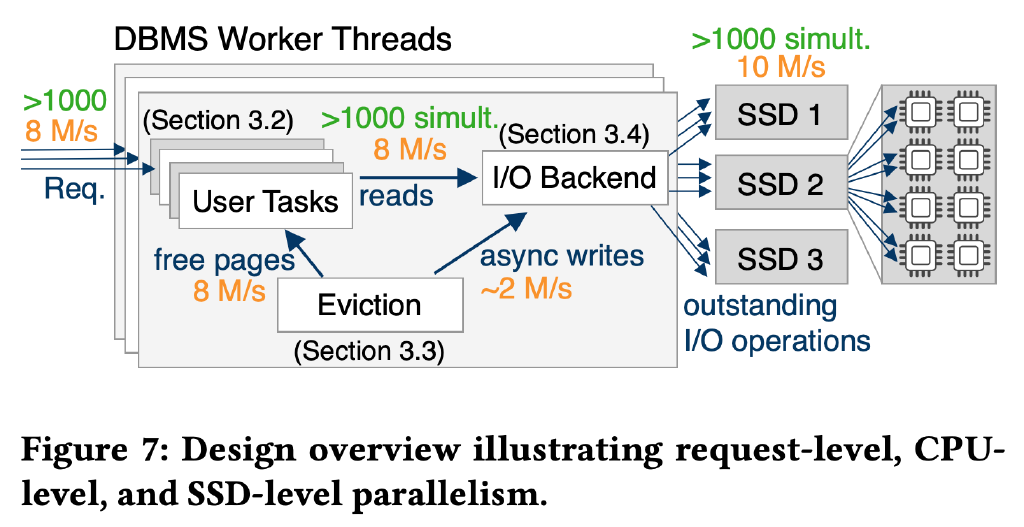 DBMS Worker Threads
>1000 simult.
10 M/s
>1000
8 M/s
Req.
(Section 3.2)
User Tasks
>1000 simult.
8 M/s
reads
(Section 3.4)
I/O Backend
SSD 1
SSD 2
SSD 3
free pages
8 M/s
async writes
~2 M/s
Eviction
(Section 3.3)
outstanding
I/O operations
Figure 7: Design overview illustrating request-level, CPU-
level, and SSD-level parallelism.